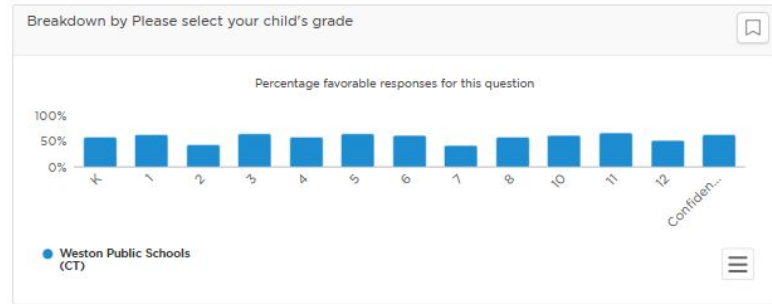 Breakdown by Please select your child's grade
Percentage favorable responses for this question
100%
50%
0%
K 1 2 3 4 5 6 7 8 10 11 12 Confiden...
Weston Public Schools
(CT)